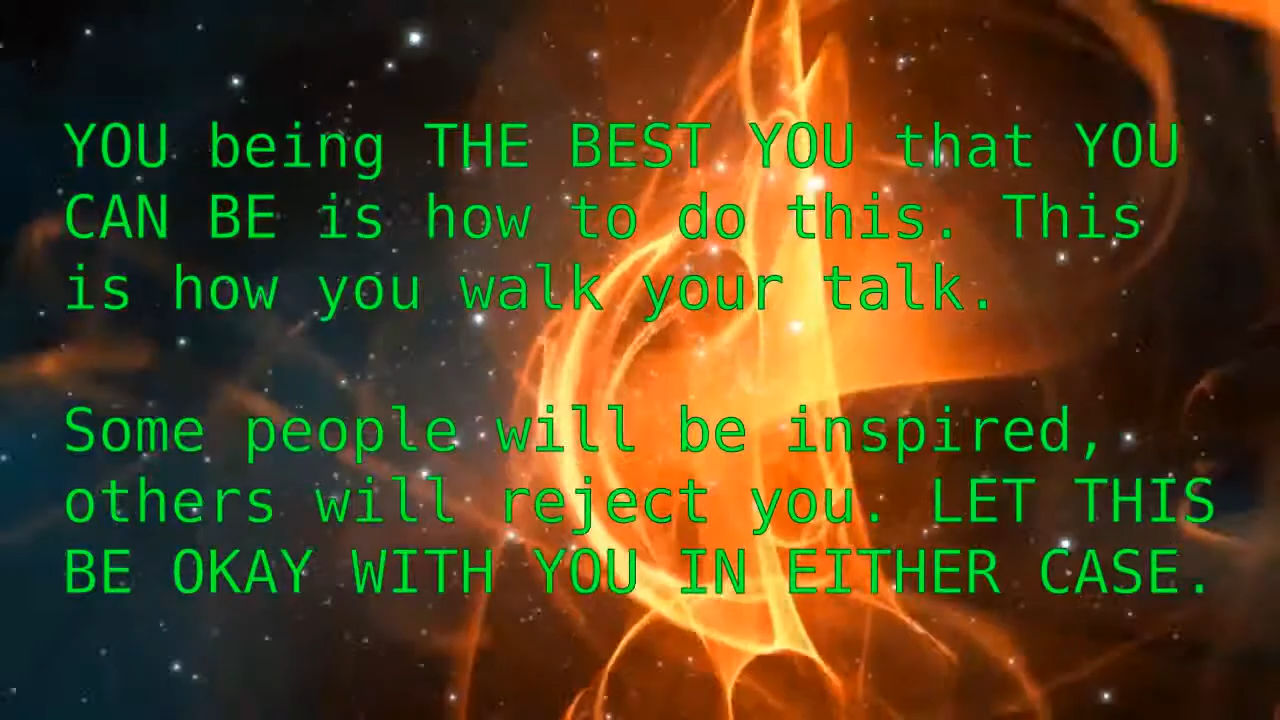 YOU being THE BEST YOU that YOU
CAN BE is how to do this. This
is how you walk your talk.
Some people will be inspired,
others will reject you. LET THIS
BE OKAY WITH YOU IN EITHER CASE.